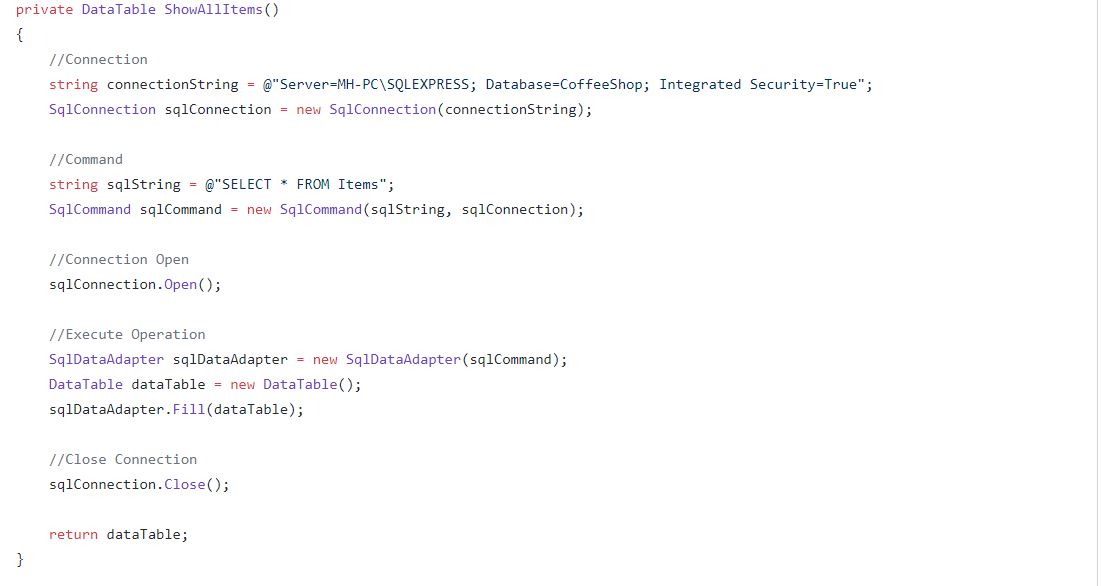 private DataTable ShowAllItems()
{
    //Connection
    string connectionString = @"Server=MH-PC\SQLEXPRESS; Database=CoffeeShop; Integrated Security=True";
    SqlConnection sqlConnection = new SqlConnection(connectionString);

    //Command
    string sqlString = @"SELECT * FROM Items";
    SqlCommand sqlCommand = new SqlCommand(sqlString, sqlConnection);

    //Connection Open
    sqlConnection.Open();

    //Execute Operation
    SqlDataAdapter sqlDataAdapter = new SqlDataAdapter(sqlCommand);
    DataTable dataTable = new DataTable();
    sqlDataAdapter.Fill(dataTable);

    //Close Connection
    sqlConnection.Close();

    return dataTable;
}